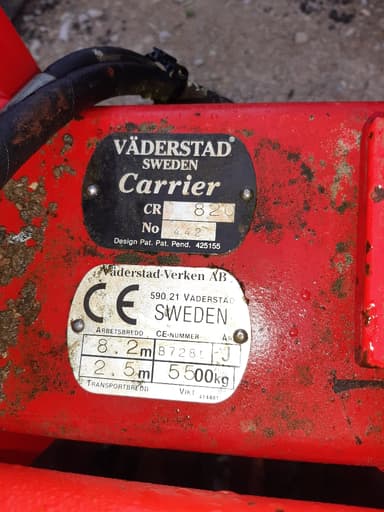 VÄDERSTAD
SWEDEN
Carrier
CR 820
No 442
Design Pat. Pat. Pend. 425155
Väderstad-Verken AB
CE 590 21 VÄDERSTAD
SWEDEN
ARBETSBREDD CE-NUMMER
8.2m J
2.5m 5500kg
TRANSPORTBREDD VIKT